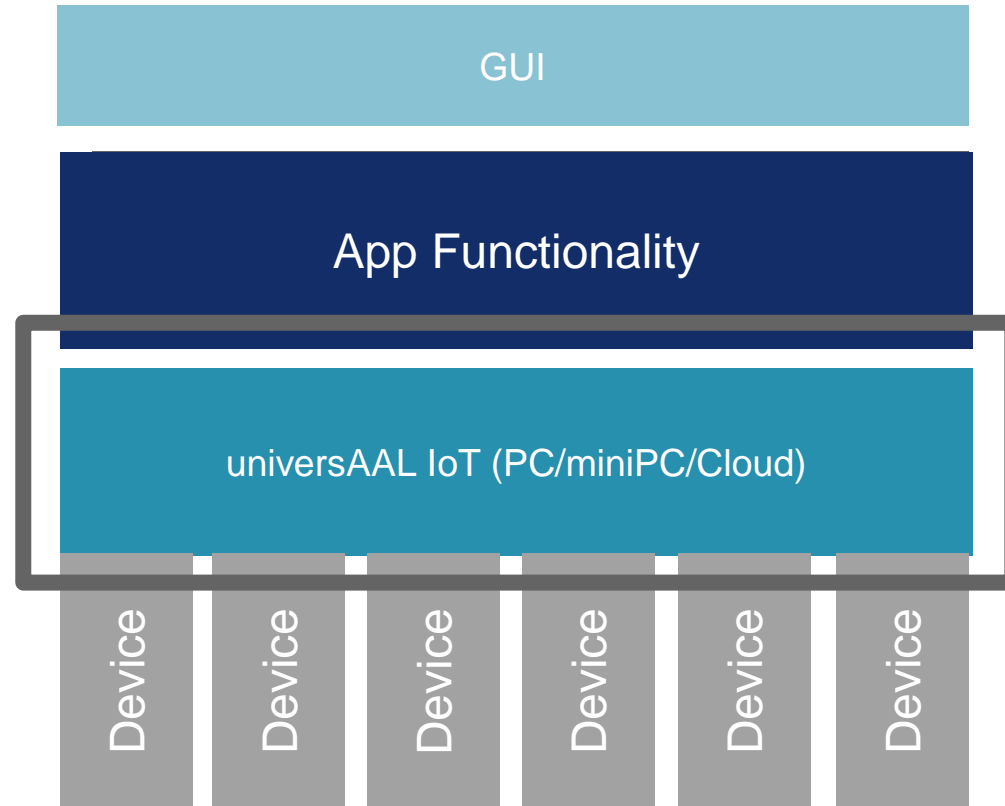 GUI
App Functionality
universAAL IoT (PC/miniPC/Cloud)
Device
Device
Device
Device
Device
Device